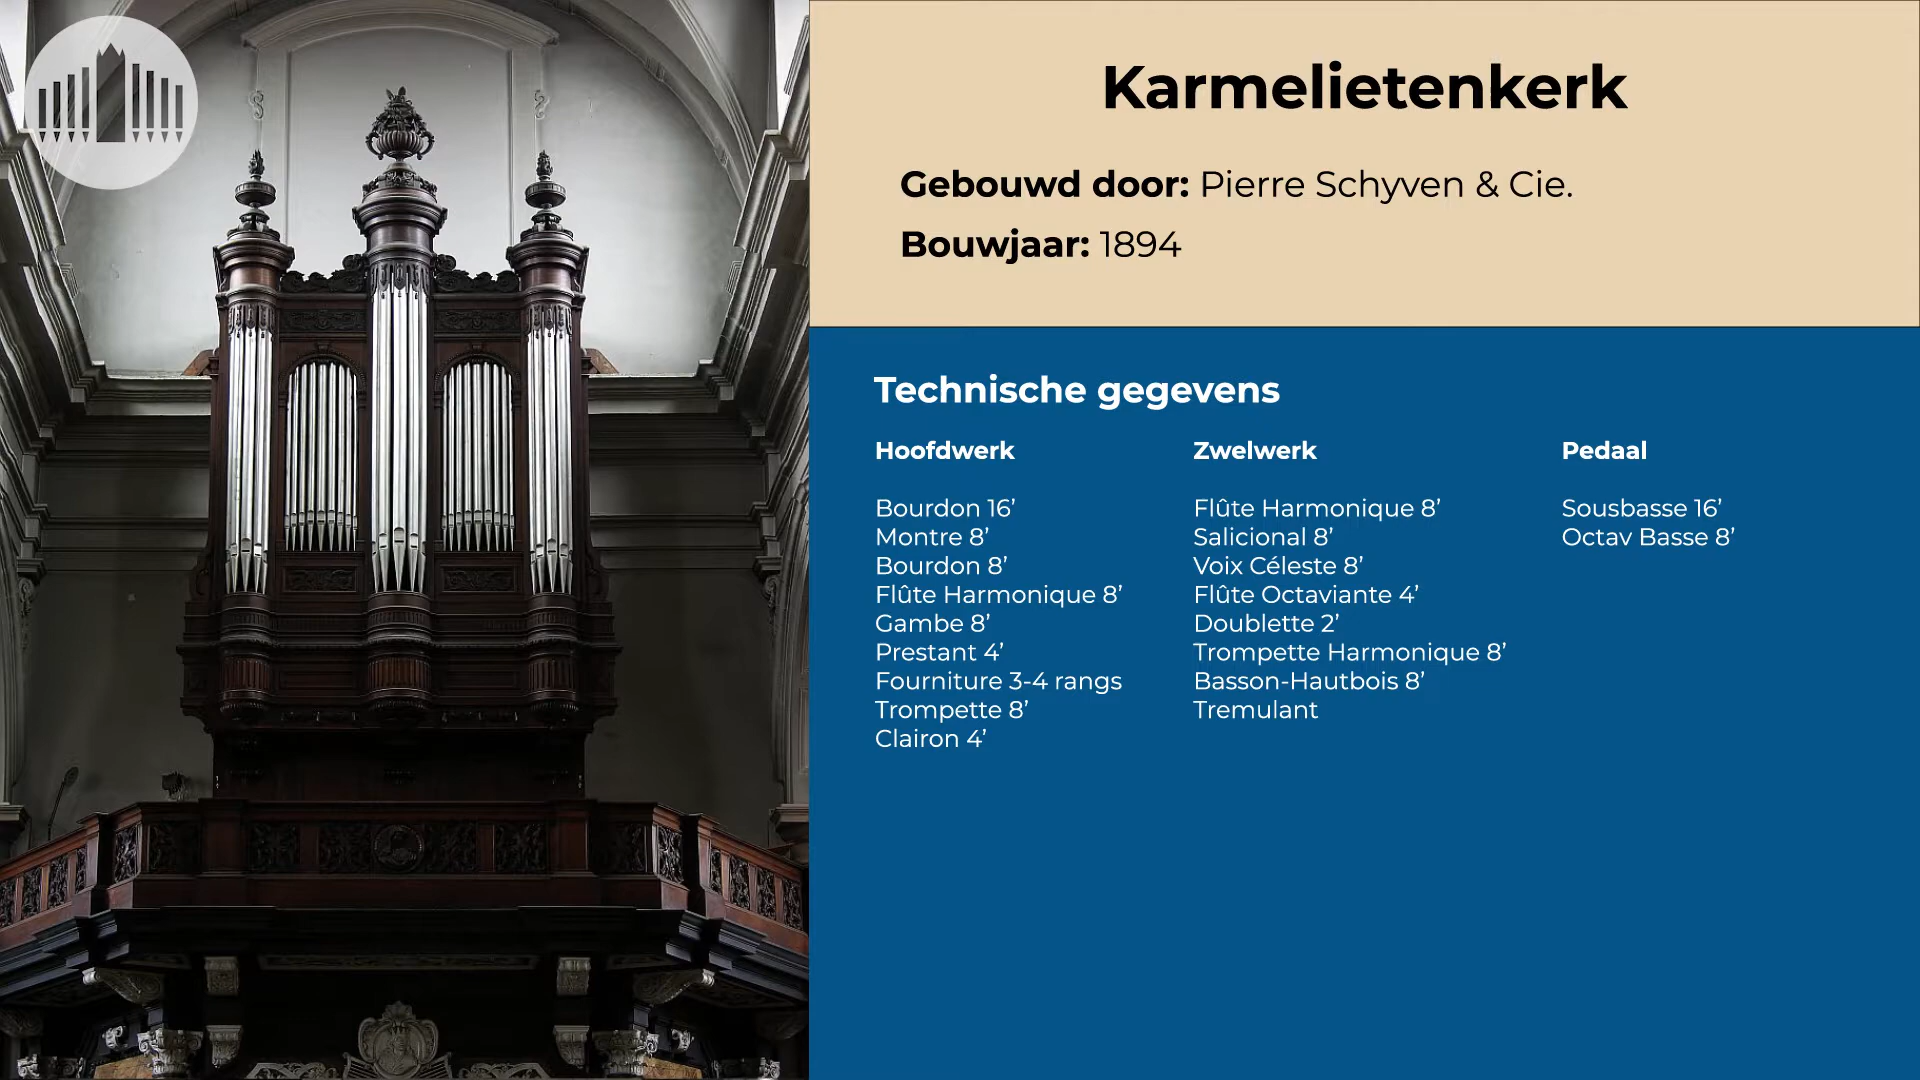 Karmelietenkerk
Gebouwd door: Pierre Schyven & Cie.
Bouwjaar: 1894
Technische gegevens
Hoofdwerk
Bourdon 16’
Montre 8’
Bourdon 8’
Flûte Harmonique 8’
Gambe 8’
Prestant 4’
Fourniture 3-4 rangs
Trompette 8’
Clairon 4’
Zwelwerk
Flûte Harmonique 8’
Salicional 8’
Voix Céleste 8’
Flûte Octaviante 4’
Doublette 2’
Trompette Harmonique 8’
Basson-Hautbois 8’
Tremulant
Pedaal
Sousbasse 16’
Octav Basse 8’